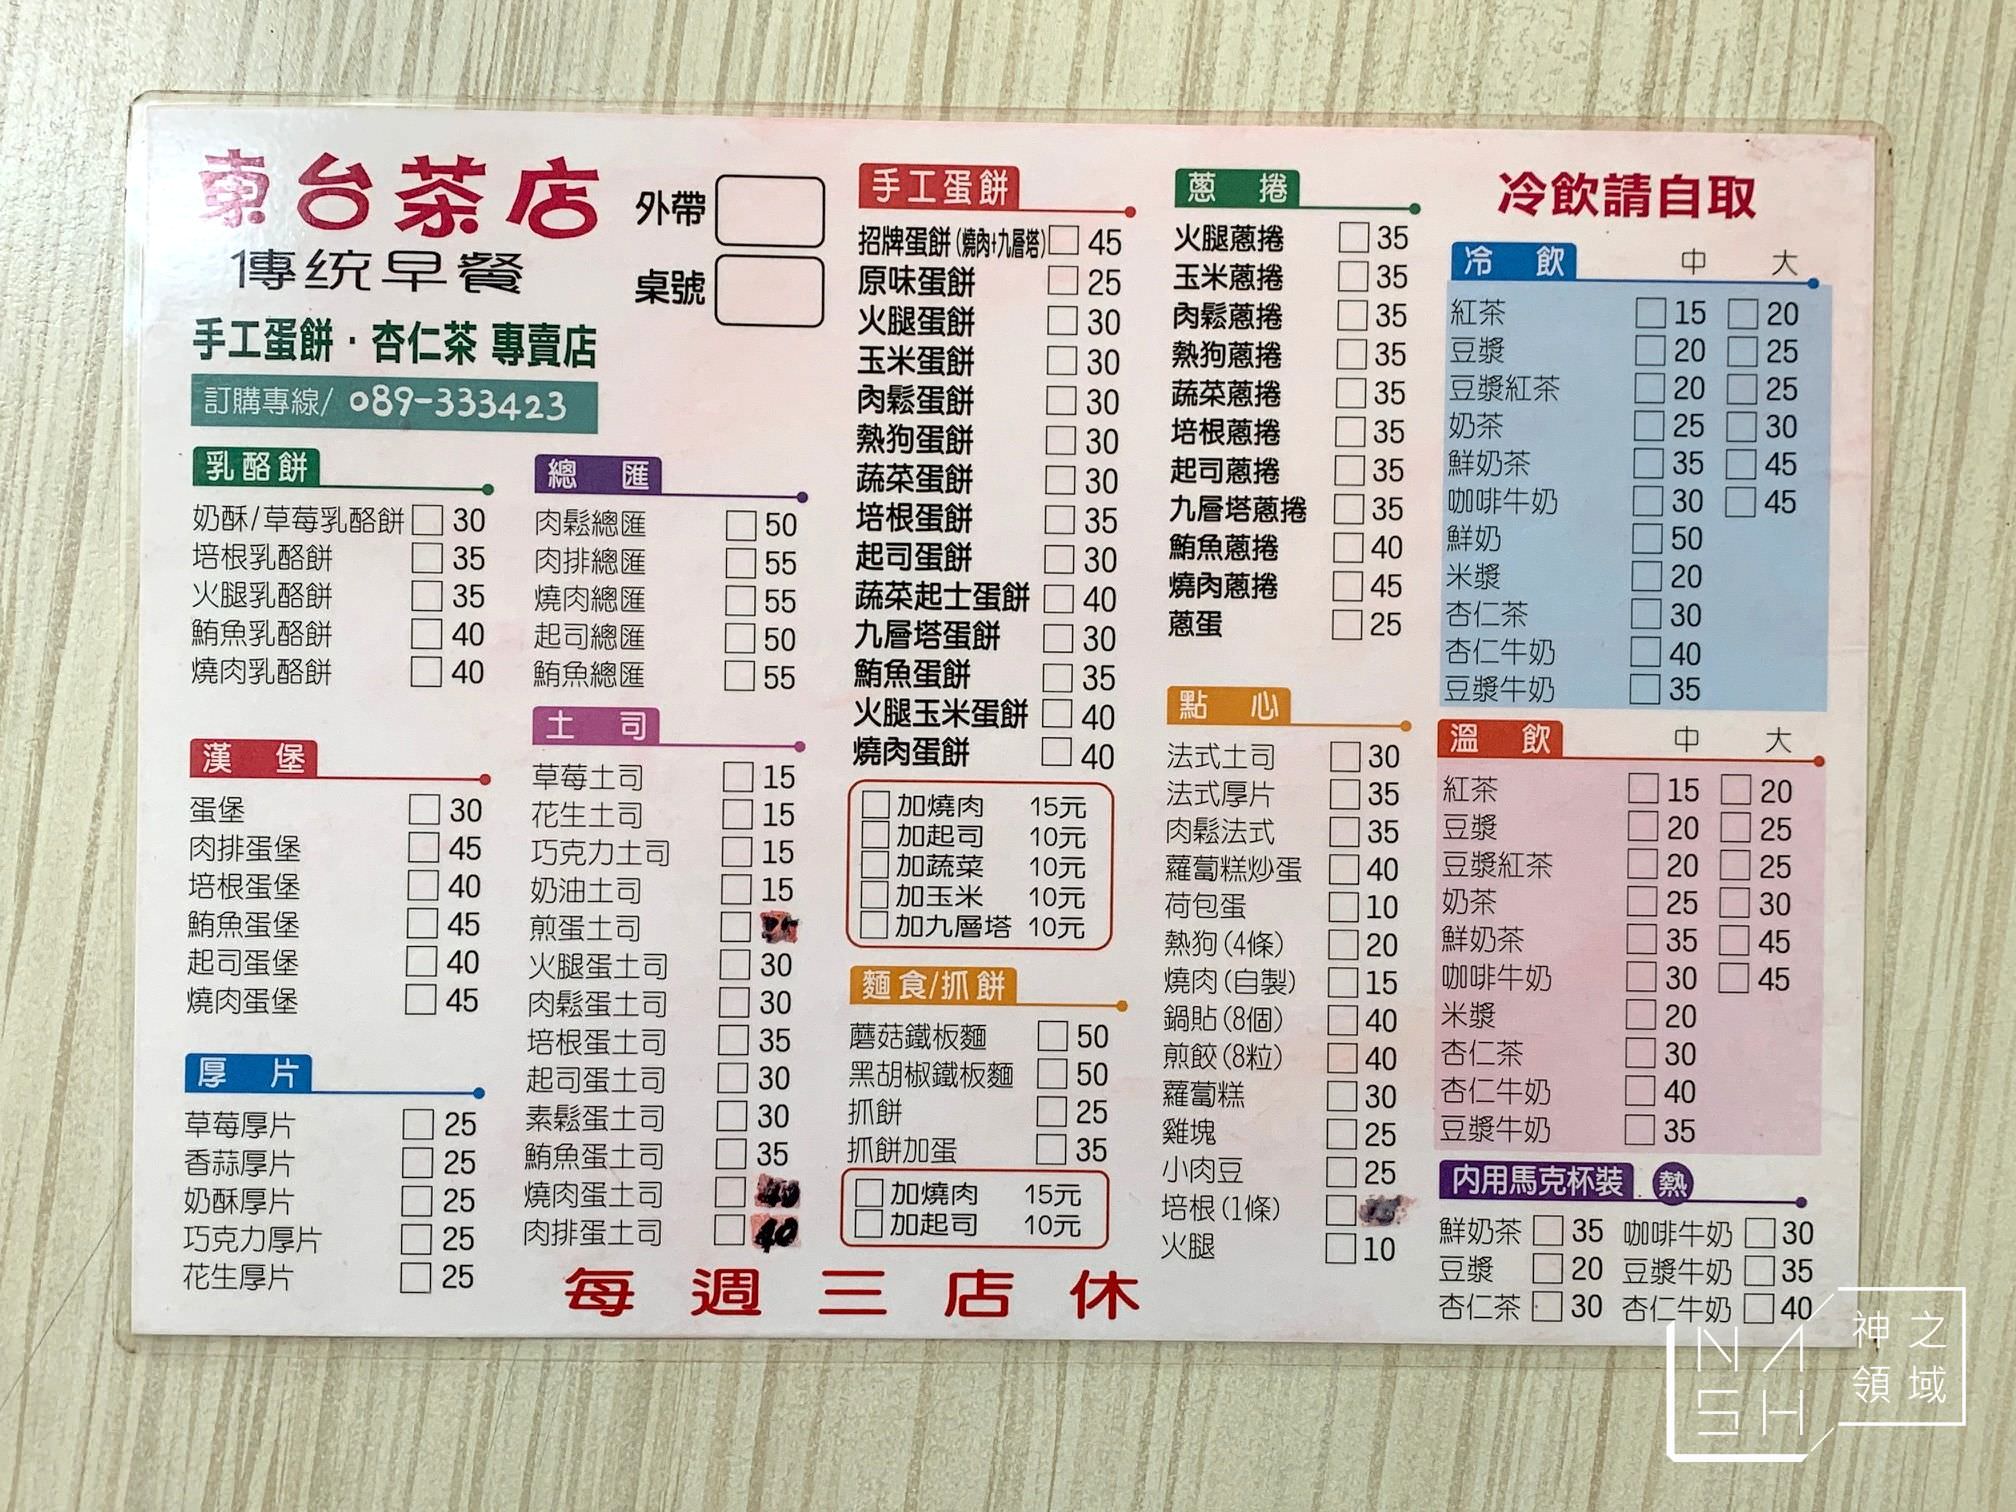 東台茶店
傳統早餐
手工蛋餅·杏仁茶 專賣店
訂購專線/ 089-333423
外帶
桌號
乳酪餅
奶酥/草莓乳酪餅 30
培根乳酪餅 35
火腿乳酪餅 35
鮪魚乳酪餅 40
燒肉乳酪餅 40
漢堡
蛋堡 30
肉排蛋堡 45
培根蛋堡 40
鮪魚蛋堡 45
起司蛋堡 40
燒肉蛋堡 45
厚片
草莓厚片 25
香蒜厚片 25
奶酥厚片 25
巧克力厚片 25
花生厚片 25
總匯
肉鬆總匯 50
肉排總匯 55
燒肉總匯 55
起司總匯 50
鮪魚總匯 55
土司
草莓土司 15
花生土司 15
巧克力土司 15
奶油土司 15
煎蛋土司
火腿蛋土司 30
肉鬆蛋土司 30
培根蛋土司 35
起司蛋土司 30
素鬆蛋土司 30
鮪魚蛋土司 35
燒肉蛋土司 40
肉排蛋土司 40
手工蛋餅
招牌蛋餅(燒肉+九層塔) 45
原味蛋餅 25
火腿蛋餅 30
玉米蛋餅 30
肉鬆蛋餅 30
熱狗蛋餅 30
蔬菜蛋餅 30
培根蛋餅 35
起司蛋餅 30
蔬菜起士蛋餅 40
九層塔蛋餅 30
鮪魚蛋餅 35
火腿玉米蛋餅 40
燒肉蛋餅 40
加燒肉 15元
加起司 10元
加蔬菜 10元
加玉米 10元
加九層塔 10元
麵食/抓餅
蘑菇鐵板麵 50
黑胡椒鐵板麵 50
抓餅 25
抓餅加蛋 35
加燒肉 15元
加起司 10元
蔥捲
火腿蔥捲 35
玉米蔥捲 35
肉鬆蔥捲 35
熱狗蔥捲 35
蔬菜蔥捲 35
培根蔥捲 35
起司蔥捲 35
九層塔蔥捲 35
鮪魚蔥捲 40
燒肉蔥捲 45
蔥蛋 25
點心
法式土司 30
法式厚片 35
肉鬆法式 35
蘿蔔糕炒蛋 40
荷包蛋 10
熱狗(4條) 20
燒肉(自製) 15
鍋貼(8個) 40
煎餃(8粒) 40
蘿蔔糕 30
雞塊 25
小肉豆 25
培根(1條)
火腿 10
冷飲請自取
冷飲 中 大
紅茶 15 20
豆漿 20 25
豆漿紅茶 20 25
奶茶 25 30
鮮奶茶 35 45
咖啡牛奶 30 45
鮮奶 50
米漿 20
杏仁茶 30
杏仁牛奶 40
豆漿牛奶 35
溫飲 中 大
紅茶 15 20
豆漿 20 25
豆漿紅茶 20 25
奶茶 25 30
鮮奶茶 35 45
咖啡牛奶 30 45
米漿 20
杏仁茶 30
杏仁牛奶 40
豆漿牛奶 35
內用馬克杯裝 熱
鮮奶茶 35 咖啡牛奶 30
豆漿 20 豆漿牛奶 35
杏仁茶 30 杏仁牛奶 40
每週三店休
NASH
神之領域